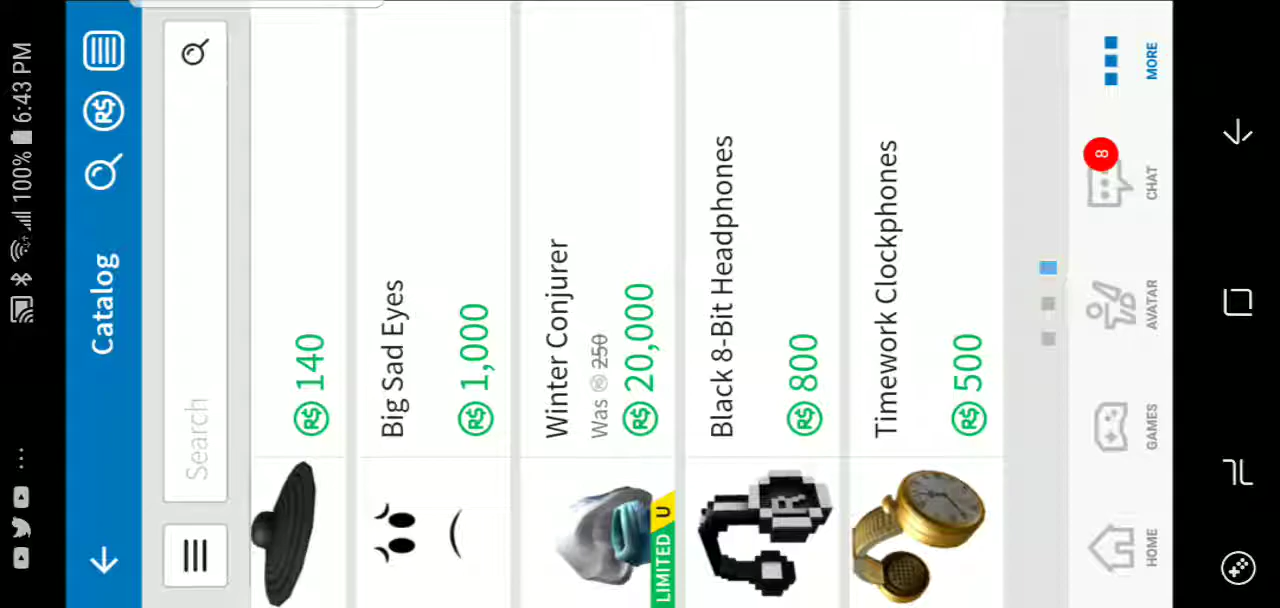 100% 6:43 PM
Catalog
R$
Search
R$ 140
Big Sad Eyes
R$ 1,000
Winter Conjurer
Was R$ 250
R$ 20,000
LIMITED U
Black 8-Bit Headphones
R$ 800
R
Timework Clockphones
R$ 500
HOME
GAMES
AVATAR
CHAT
8
MORE